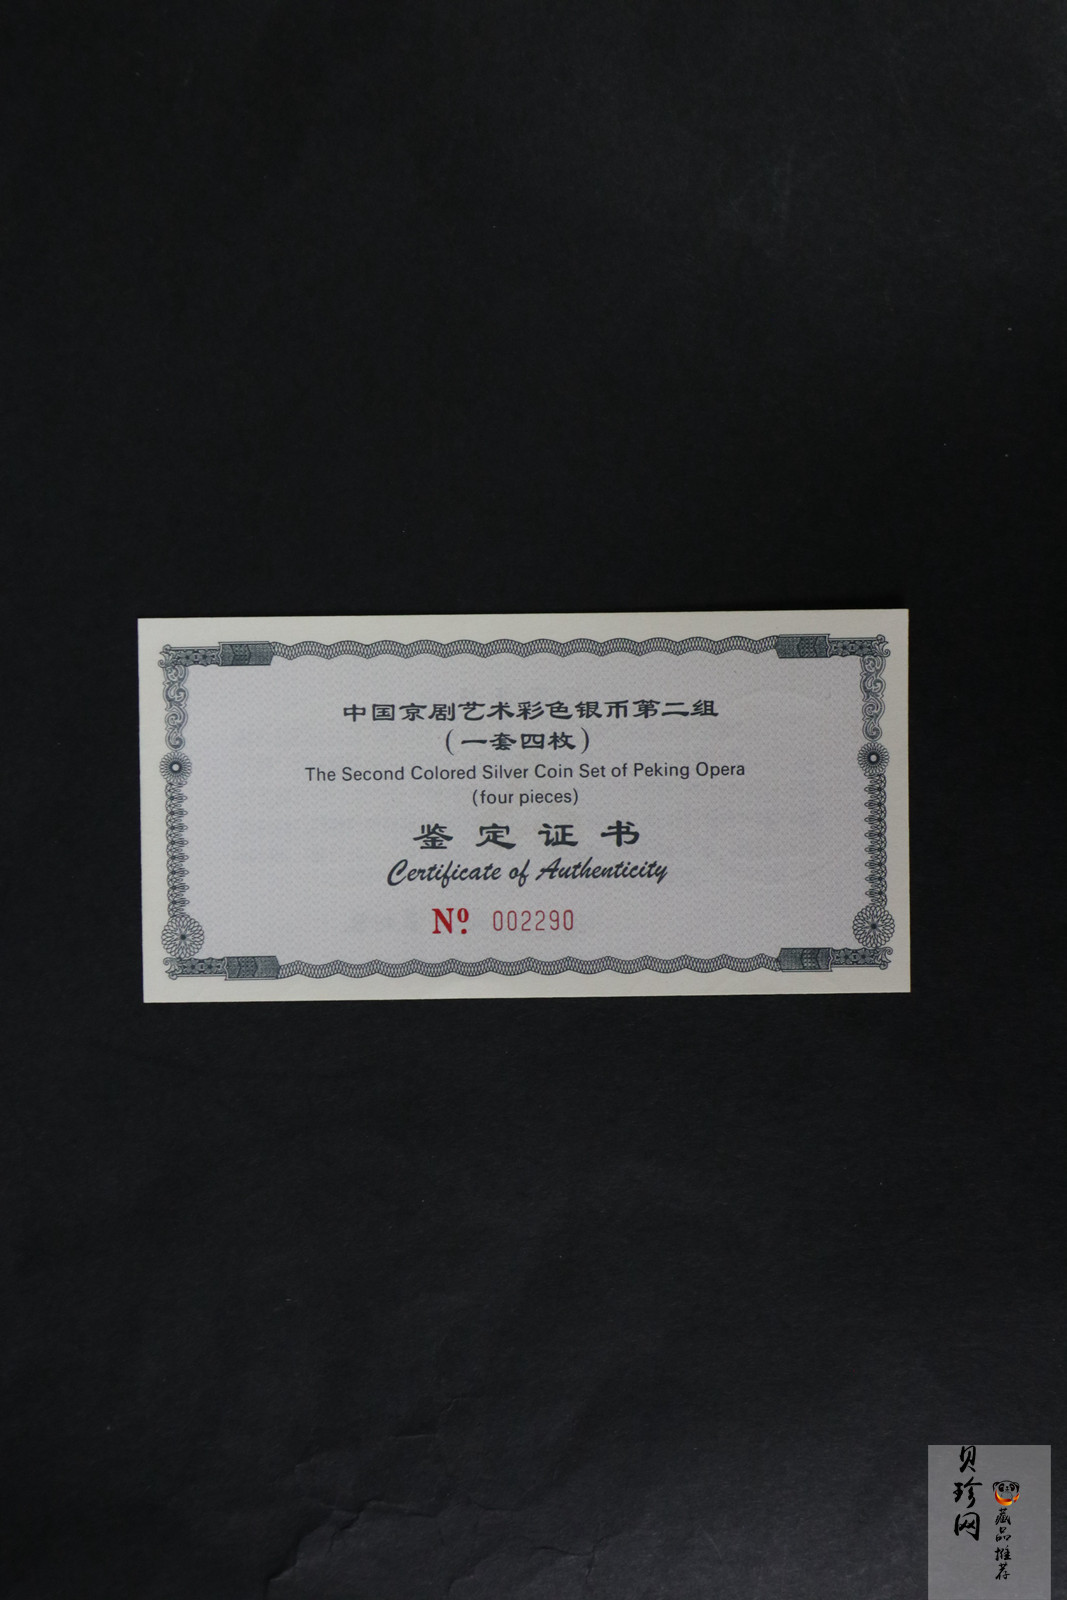 中国京剧艺术彩色银币第二组
（一套四枚）
The Second Colored Silver Coin Set of Peking Opera
(four pieces)
鉴定证书
Certificate of Authenticity
Nº. 002290
贝珍网
藏品推荐